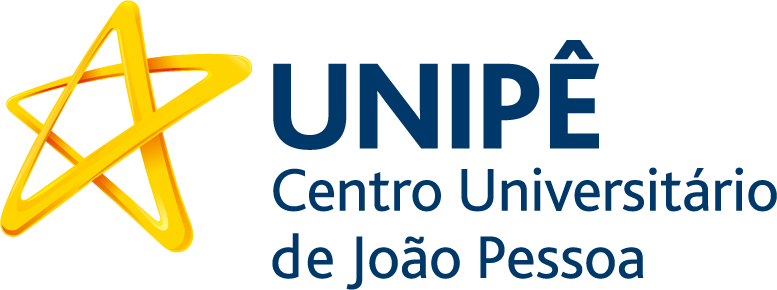 UNIPÊ
Centro Universitário
de João Pessoa